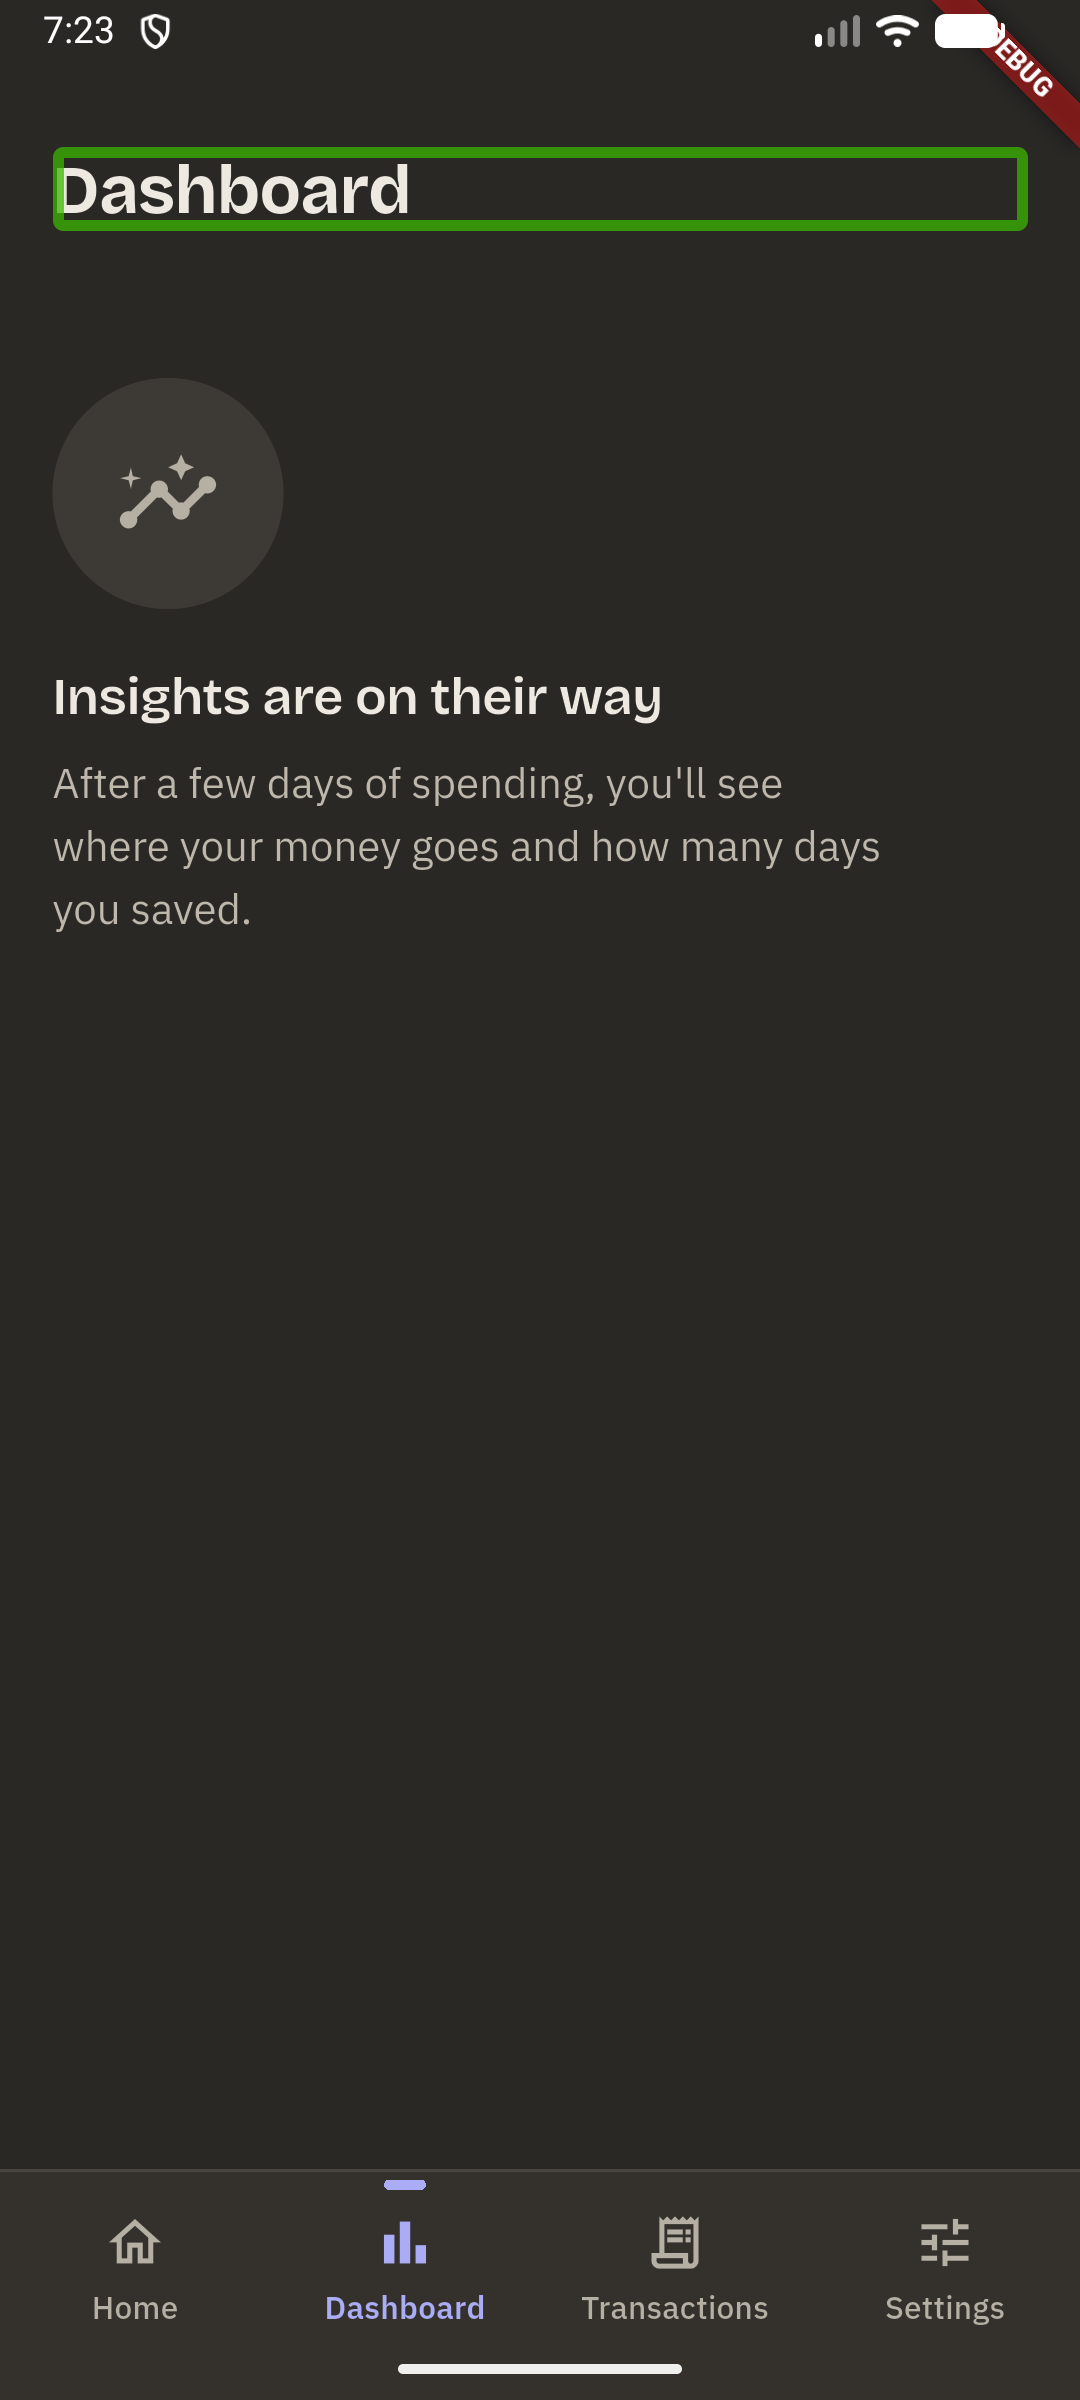 7:23
EBUG
Dashboard
Insights are on their way
After a few days of spending, you'll see
where your money goes and how many days
you saved.
Home
Dashboard
Transactions
Settings